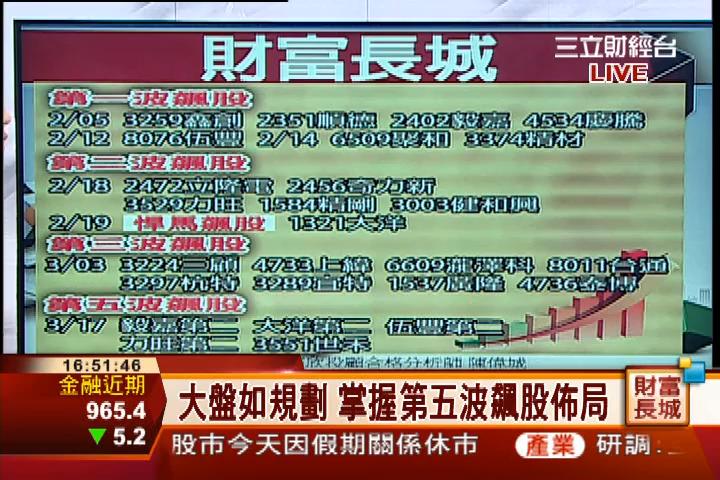 財富長城
三立財經台
LIVE
第一波飆股
2/05 3259鑫創 2351順德 2402毅嘉 4534慶騰
2/12 8076伍豐 2/14 6509聚和 3374精材
第二波飆股
2/18 2472立隆電 2456奇力新
3529力旺 1584精剛 3003健和興
2/19 悍馬飆股 1321大洋
第三波飆股
3/03 3224三顧 4733上緯 6609瀧澤科 8011台通
3297杭特 3289宜特 1537廣隆 4736泰博
第五波飆股
3/17 毅嘉第二 大洋第二 伍豐第二
力旺第二 3551世禾
16:51:46
金融近期
965.4
▼5.2
大盤如規劃 掌握第五波飆股佈局
財富
長城
股市今天因假期關係休市 產業 研調: